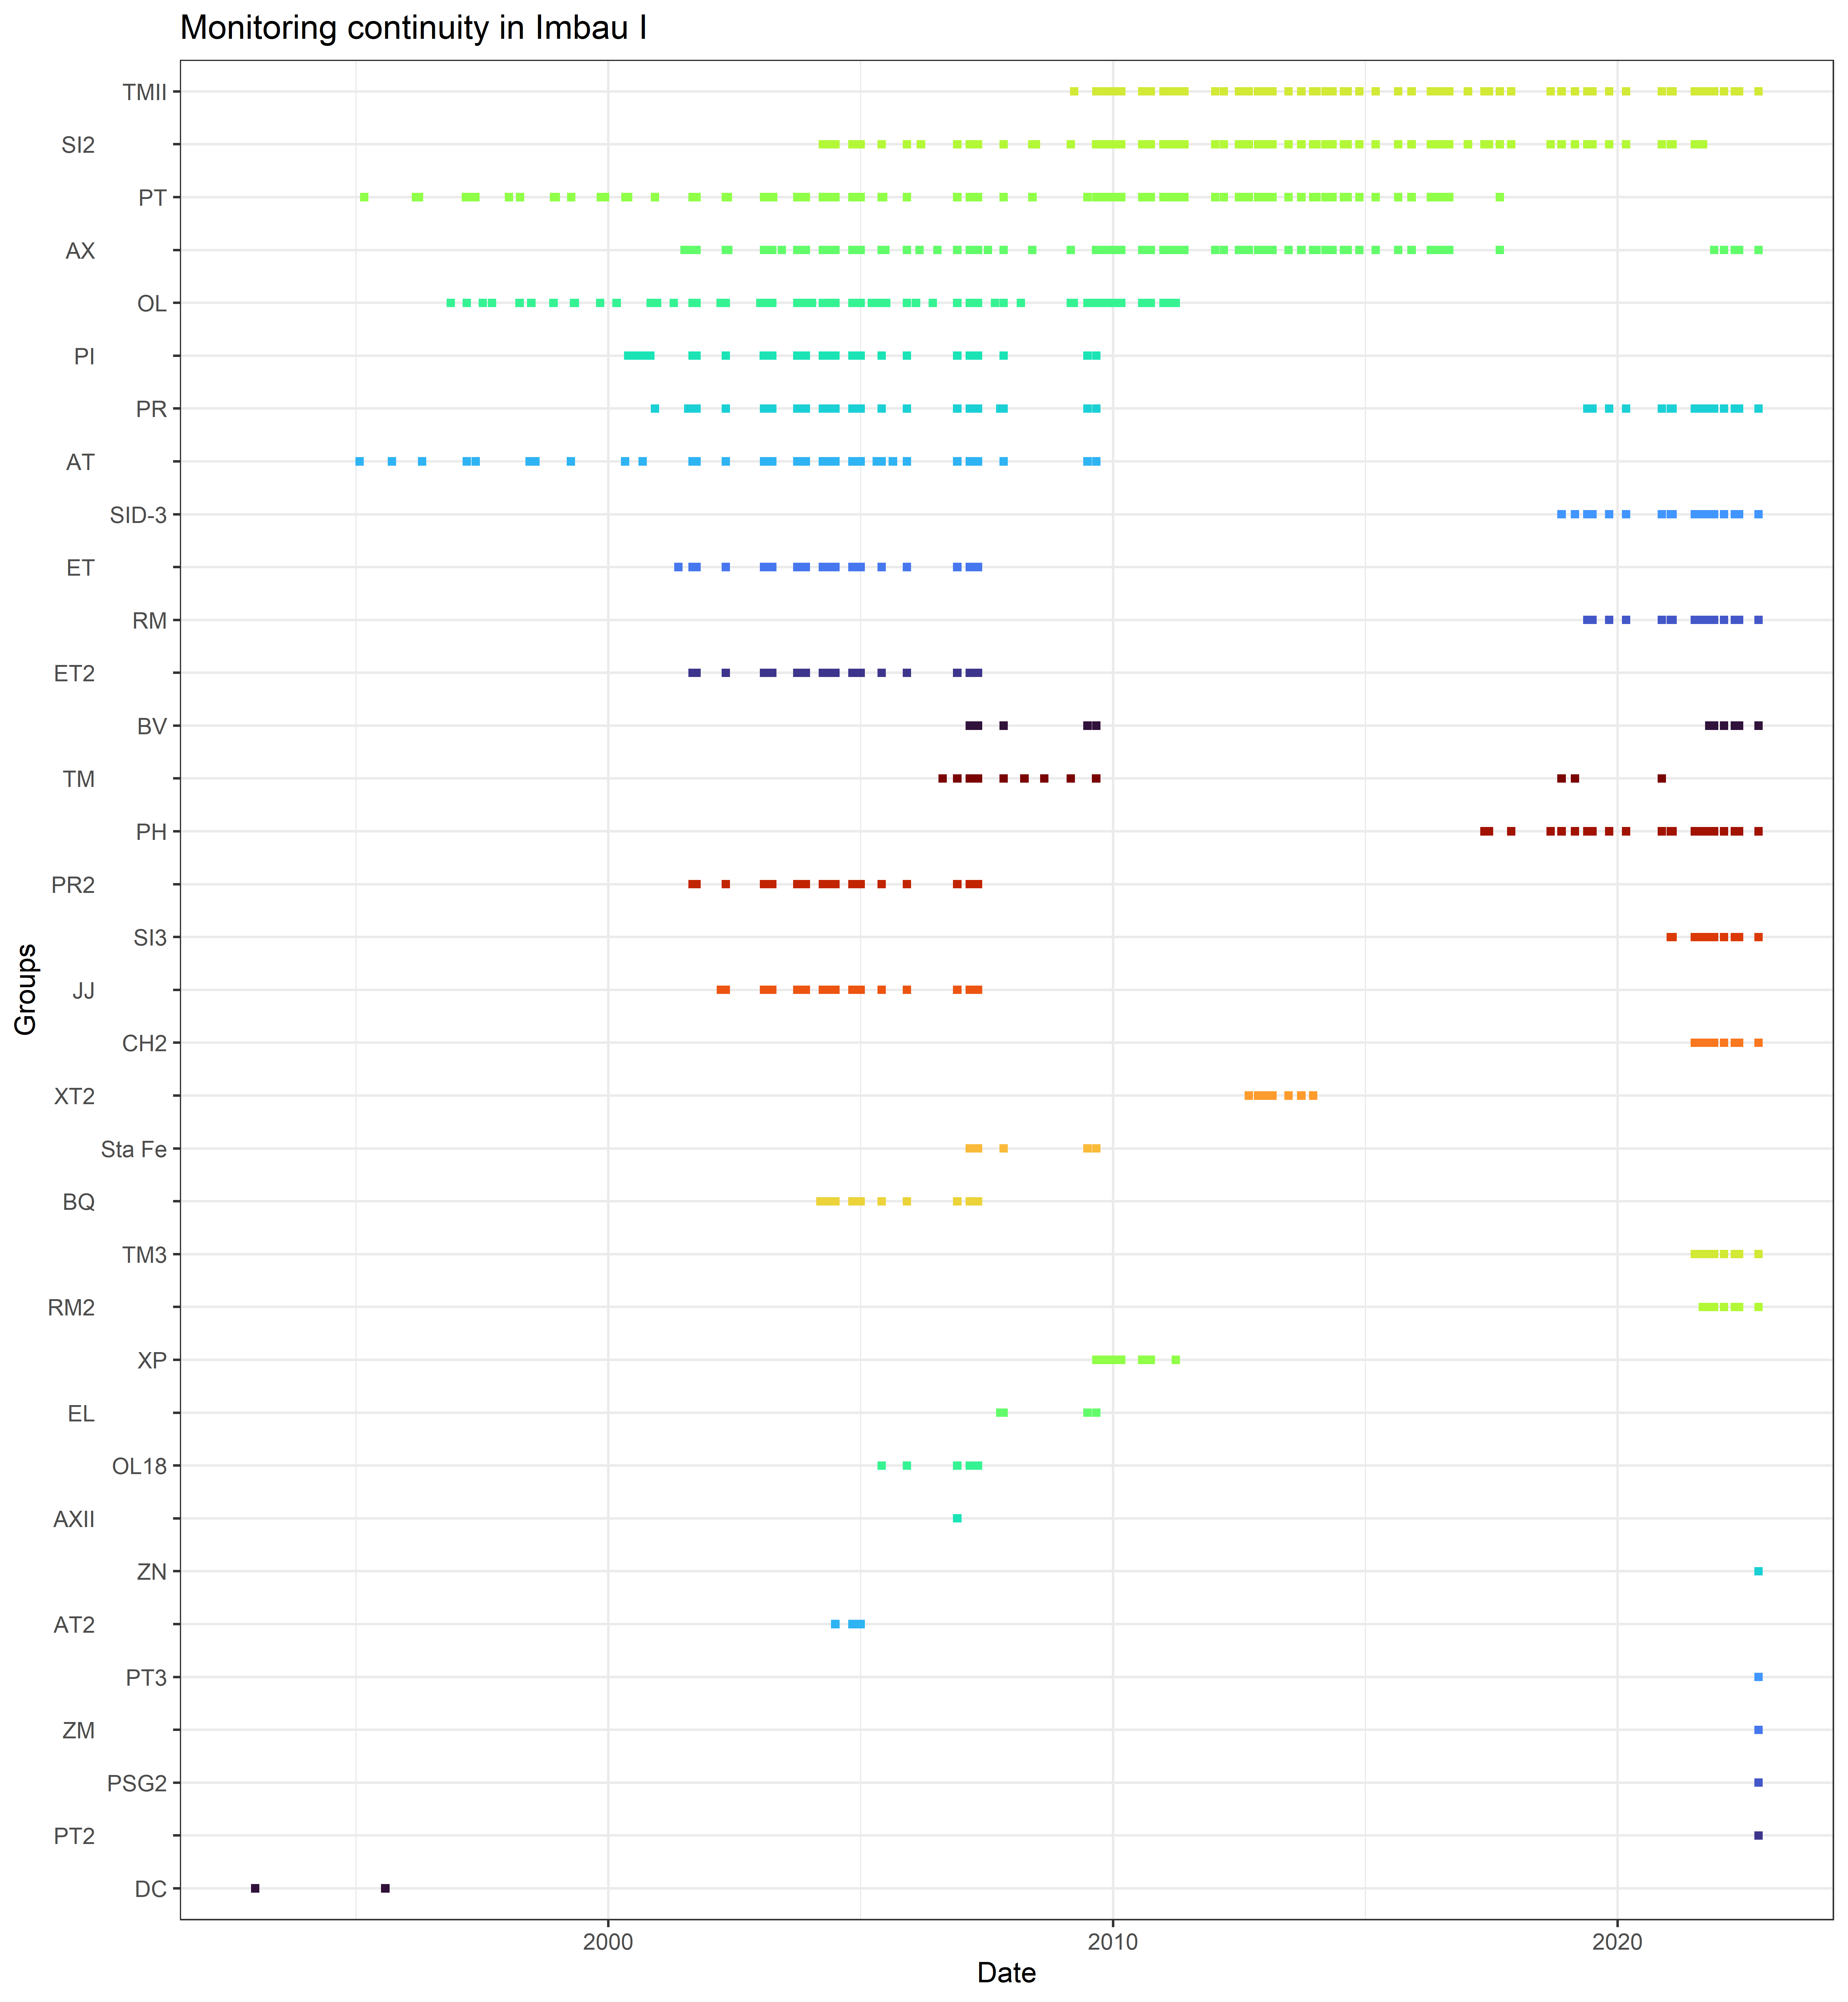 Monitoring continuity in Imbau I
TMII
SI2
PT
AX
OL
PI
PR
AT
SID-3
ET
RM
ET2
BV
TM
PH
PR2
SI3
JJ
CH2
XT2
Sta Fe
BQ
TM3
RM2
XP
EL
OL18
AXII
ZN
AT2
PT3
ZM
PSG2
PT2
DC
Groups
2000
2010
2020
Date